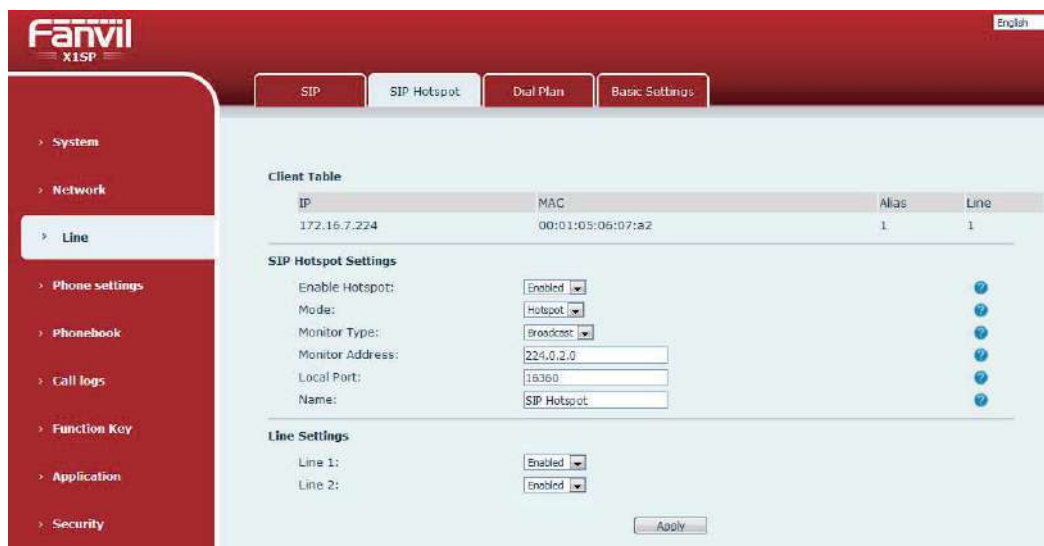 Fanvil
X1SP
English
SIP
SIP Hotspot
Dial Plan
Basic Settings
System
Network
Line
Phone settings
Phonebook
Call logs
Function Key
Application
Security
Client Table
IP MAC Alias Line
172.16.7.224 00:01:05:06:07:a2 1 1
SIP Hotspot Settings
Enable Hotspot: Enabled
Mode: Hotspot
Monitor Type: Broadcast
Monitor Address: 224.0.2.0
Local Port: 16360
Name: SIP Hotspot
Line Settings
Line 1: Enabled
Line 2: Enabled
Apply